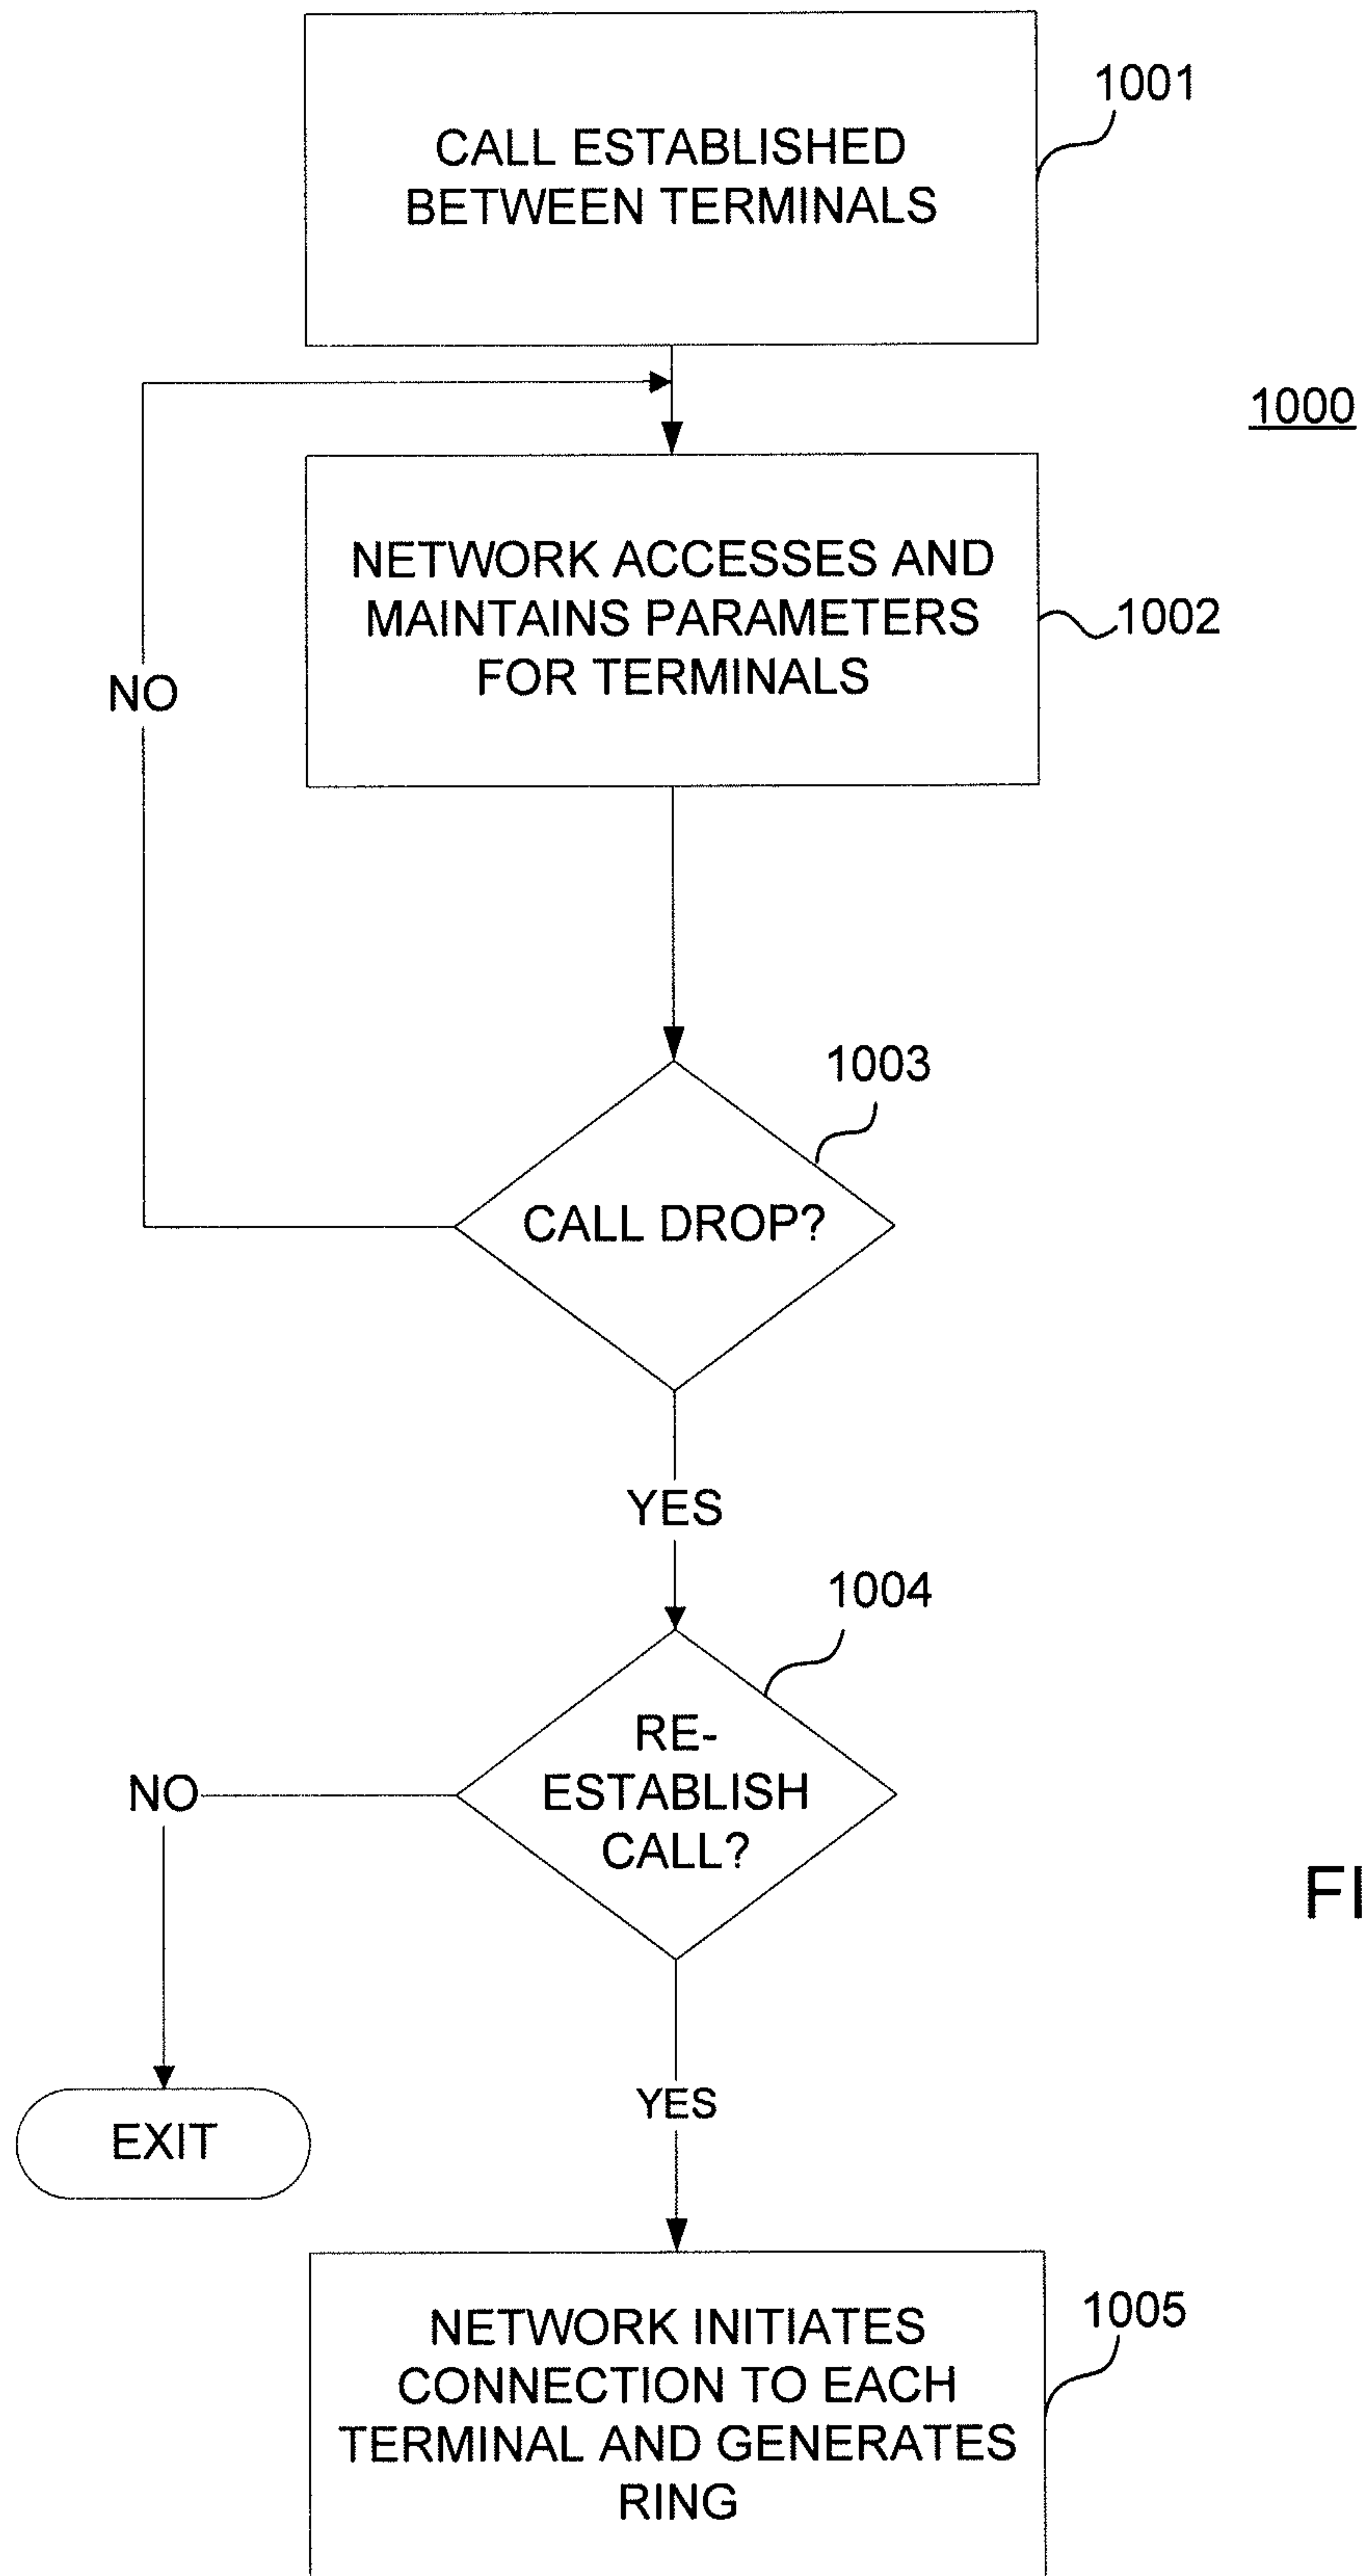 1001
CALL ESTABLISHED
BETWEEN TERMINALS
1000
NETWORK ACCESSES AND
MAINTAINS PARAMETERS
FOR TERMINALS
1002
NO
1003
CALL DROP?
YES
1004
RE-
ESTABLISH
CALL?
NO
FI
YES
EXIT
1005
NETWORK INITIATES
CONNECTION TO EACH
TERMINAL AND GENERATES
RING